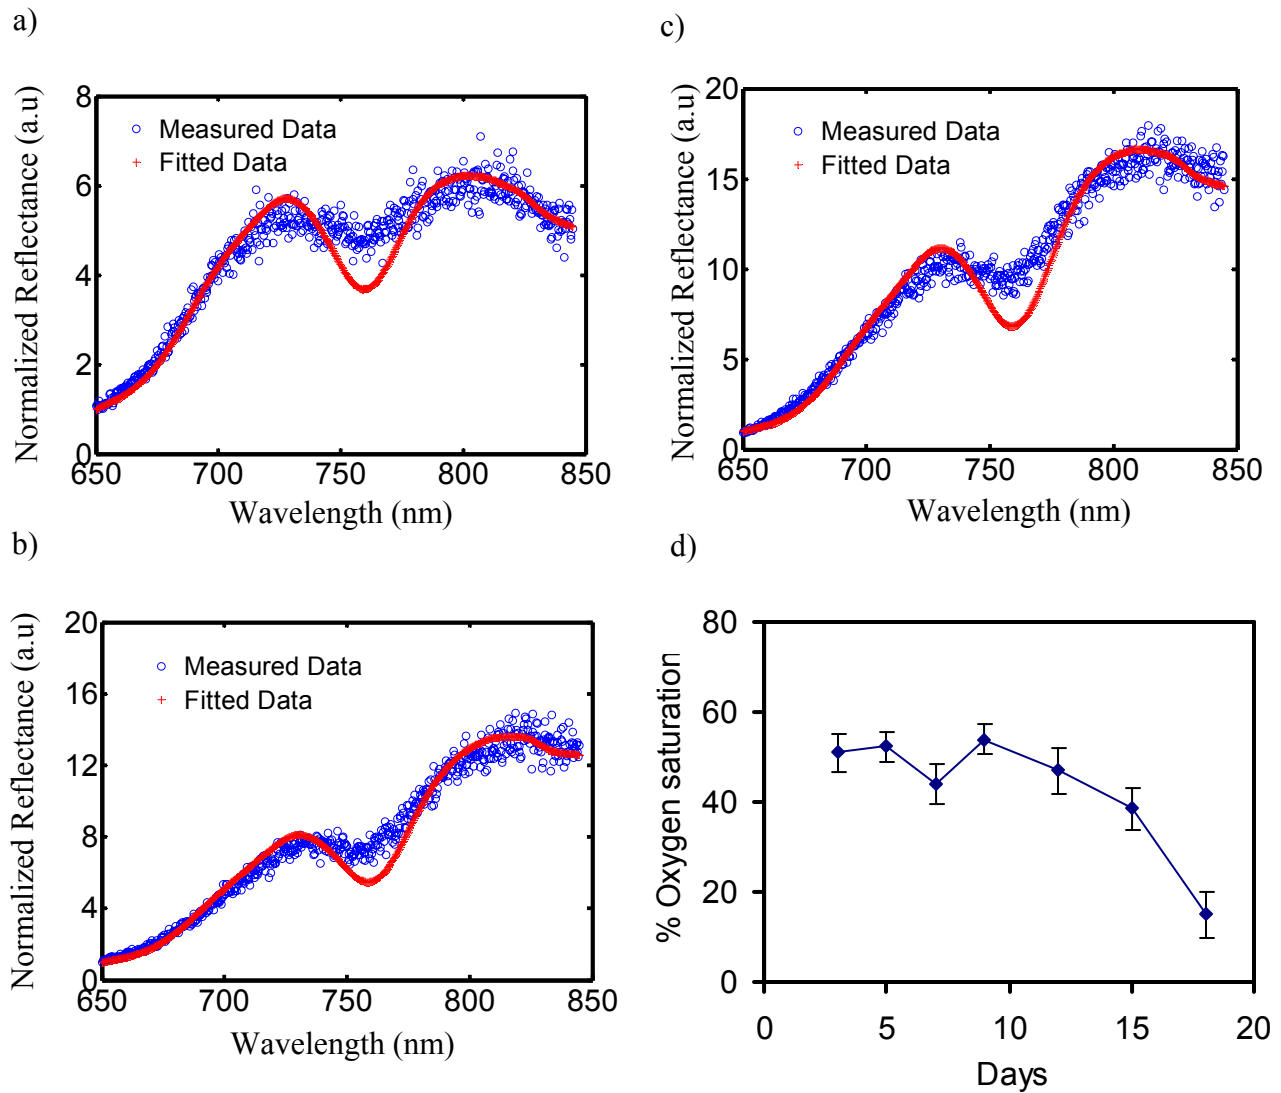 a)
8
6
4
2
0
650
700
750
800
850
Normalized Reflectance (a.u)
Measured Data
Fitted Data
Wavelength (nm)
b)
20
16
12
8
4
0
650
700
750
800
850
Normalized Reflectance (a.u)
Measured Data
Fitted Data
Wavelength (nm)
c)
20
15
10
5
0
650
700
750
800
850
Normalized Reflectance (a.u)
Measured Data
Fitted Data
Wavelength (nm)
d)
80
60
40
20
0
0
5
10
15
20
% Oxygen saturation
Days